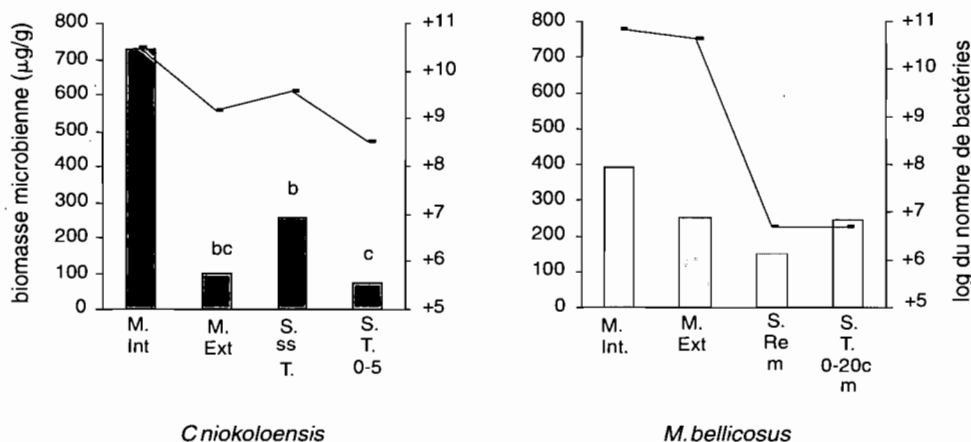 biomasse microbienne (µg/g)
800
700
600
500
400
300
200
100
0
+11
+10
+9
+8
+7
+6
+5
bc
b
c
M.
Int
M.
Ext
S.
ss
T.
S.
T.
0-5
C niokoloensis
800
700
600
500
400
300
200
100
0
+11
+10
+9
+8
+7
+6
+5
log du nombre de bactéries
M.
Int.
M.
Ext
S.
Re
m
S.
T.
0-20c
m
M. bellicosus